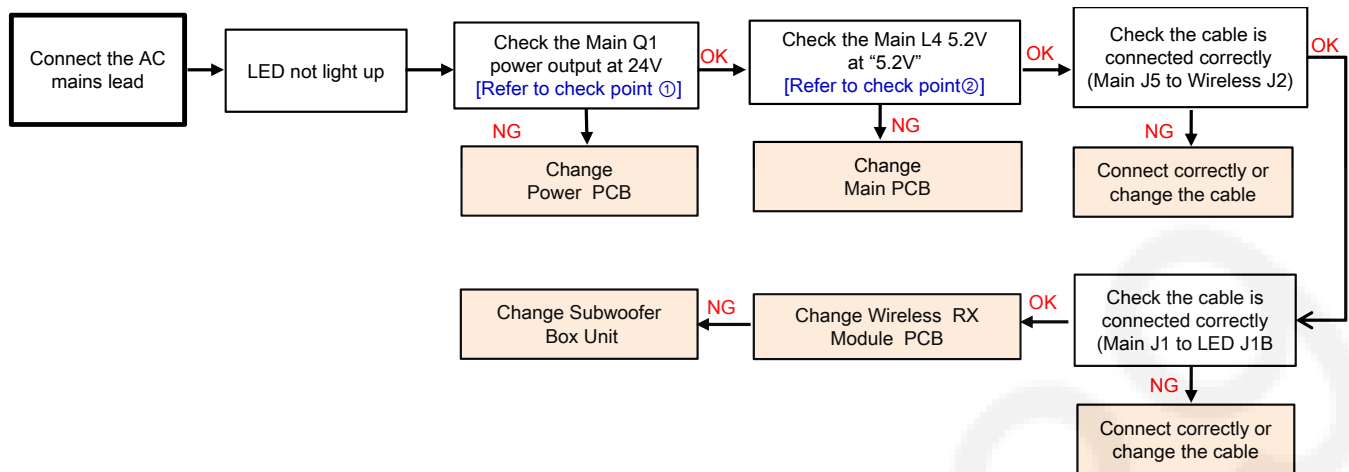 Connect the AC
mains lead
LED not light up
Check the Main Q1
power output at 24V
[Refer to check point ①]
OK
Check the Main L4 5.2V
at “5.2V”
[Refer to check point②]
OK
Check the cable is
connected correctly
(Main J5 to Wireless J2)
OK
NG
Change
Power PCB
NG
Change
Main PCB
NG
Connect correctly or
change the cable
Check the cable is
connected correctly
(Main J1 to LED J1B
OK
Change Wireless RX
Module PCB
NG
Change Subwoofer
Box Unit
NG
Connect correctly or
change the cable